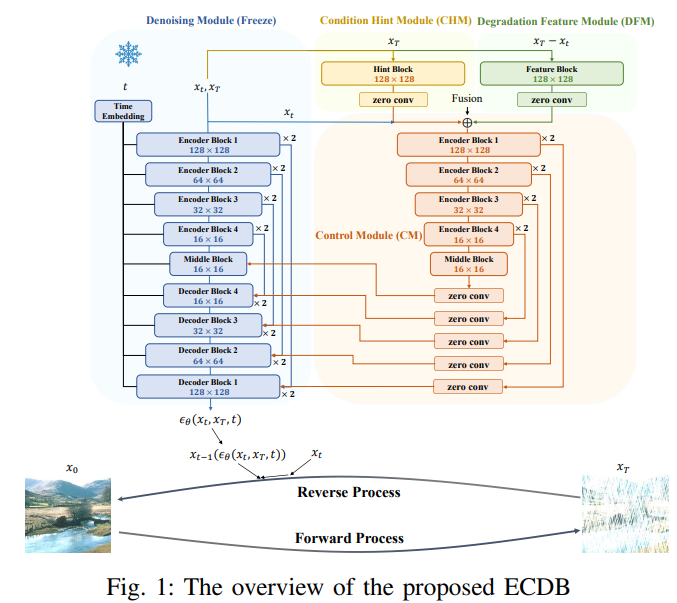 Denoising Module (Freeze)
Condition Hint Module (CHM)
Degradation Feature Module (DFM)
x_T
x_T − x_t
t
x_t, x_T
Hint Block
128 × 128
Feature Block
128 × 128
zero conv
Fusion
zero conv
Time
Embedding
x_t
⊕
Encoder Block 1
128 × 128
× 2
Encoder Block 2
64 × 64
× 2
Encoder Block 3
32 × 32
× 2
Encoder Block 4
16 × 16
× 2
Middle Block
16 × 16
Decoder Block 4
16 × 16
× 2
Decoder Block 3
32 × 32
× 2
Decoder Block 2
64 × 64
× 2
Decoder Block 1
128 × 128
× 2
Control Module (CM)
Encoder Block 1
128 × 128
× 2
Encoder Block 2
64 × 64
× 2
Encoder Block 3
32 × 32
× 2
Encoder Block 4
16 × 16
× 2
Middle Block
16 × 16
zero conv
zero conv
zero conv
zero conv
zero conv
ϵ_θ(x_t, x_T, t)
x_{t−1}(ϵ_θ(x_t, x_T, t))
x_t
x_0
x_T
Reverse Process
Forward Process
Fig. 1: The overview of the proposed ECDB